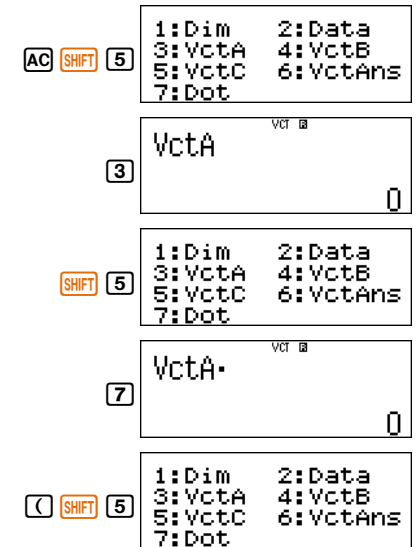 AC SHIFT 5
1:Dim 2:Data
3:VctA 4:VctB
5:VctC 6:VctAns
7:Dot
3
VCT R
VctA
0
SHIFT 5
1:Dim 2:Data
3:VctA 4:VctB
5:VctC 6:VctAns
7:Dot
7
VCT R
VctA•
0
( SHIFT 5
1:Dim 2:Data
3:VctA 4:VctB
5:VctC 6:VctAns
7:Dot